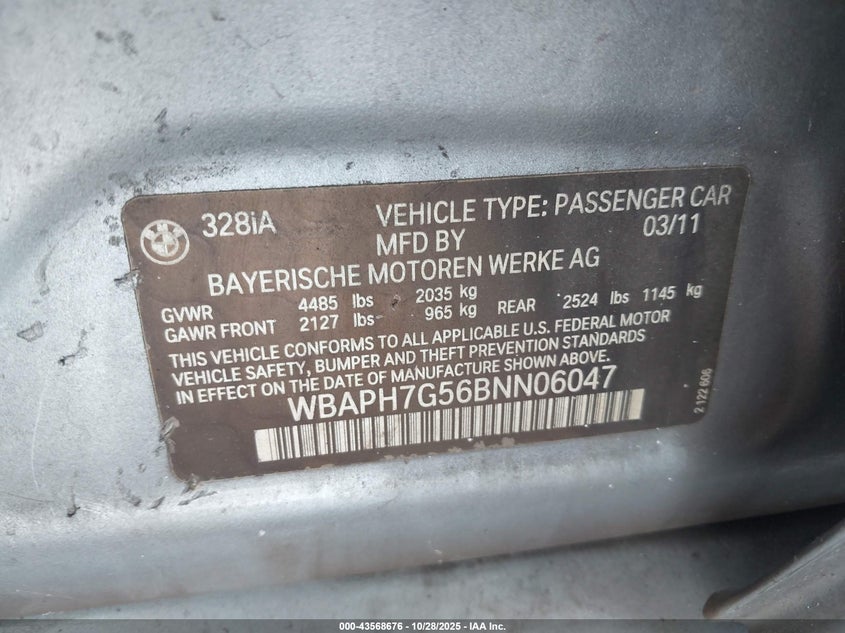 328iA VEHICLE TYPE: PASSENGER CAR
MFD BY 03/11
BAYERISCHE MOTOREN WERKE AG
GVWR 4485 lbs 2035 kg
GAWR FRONT 2127 lbs 965 kg REAR 2524 lbs 1145 kg
THIS VEHICLE CONFORMS TO ALL APPLICABLE U.S. FEDERAL MOTOR
VEHICLE SAFETY, BUMPER AND THEFT PREVENTION STANDARDS
IN EFFECT ON THE DATE OF MANUFACTURE SHOWN ABOVE.
WBAPH7G56BNN06047
2 122 606
000-43568676 - 10/28/2025 - IAA Inc.